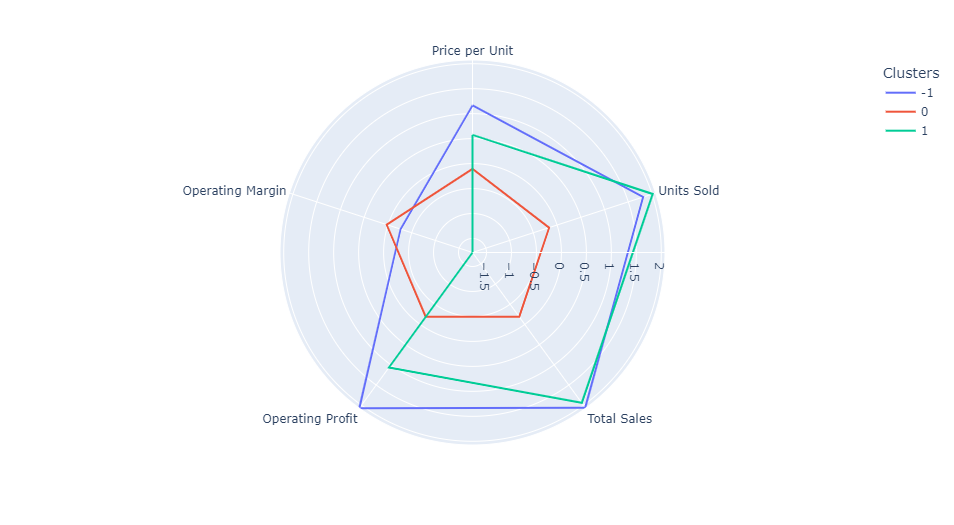 Price per Unit
Clusters
-1
0
1
Operating Margin
Units Sold
−1.5
−1
−0.5
0
0.5
1
1.5
2
Operating Profit
Total Sales